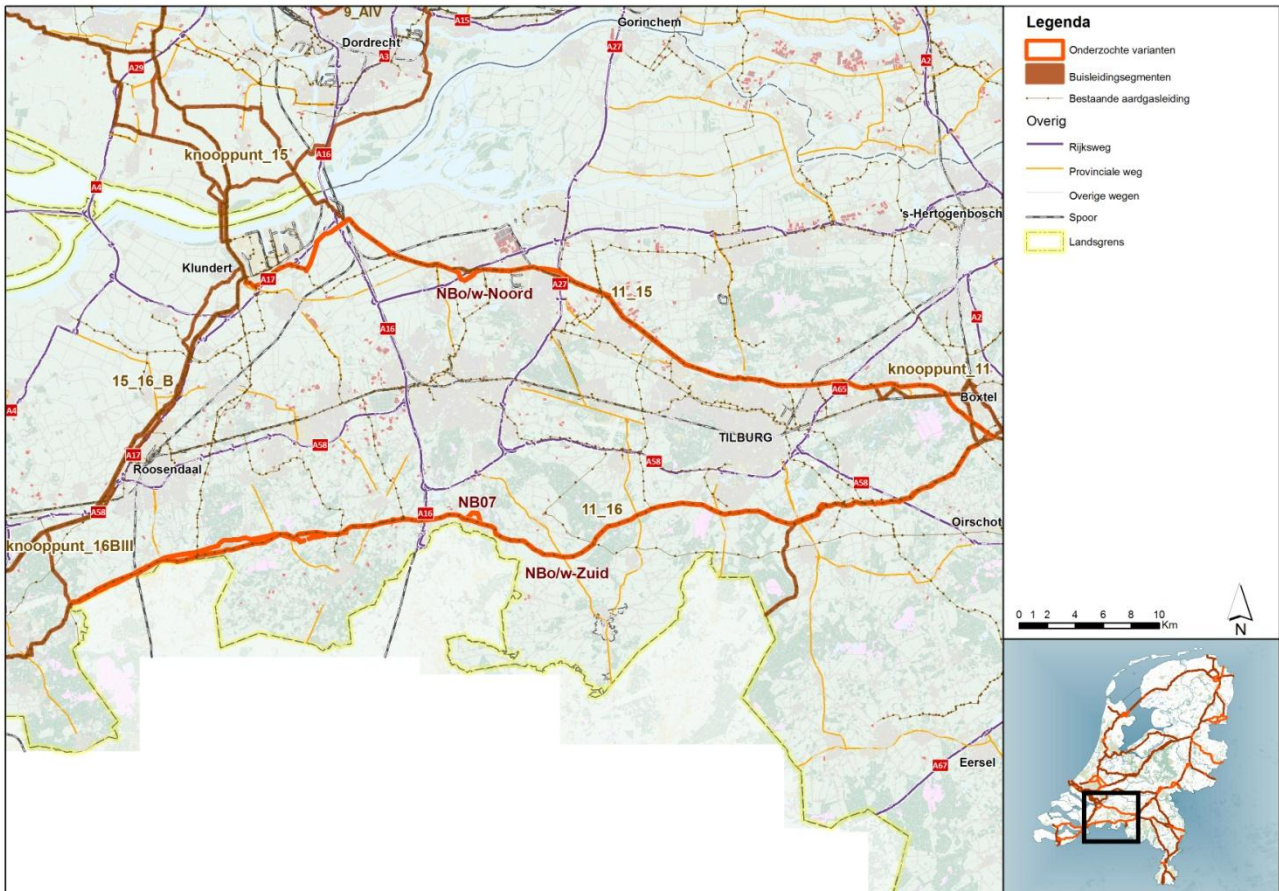 9_AIV
A15
Gorinchem
Dordrecht
A3
A27
A2
A29
knooppunt_15
A16
A4
's-Hertogenbosch
Klundert
A17
NBo/w-Noord
A27
11_15
A16
A2
15_16_B
knooppunt_11
A65
Boxtel
A4
TILBURG
A58
A17
Roosendaal
A58
A58
A58
NB07
A16
11_16
Oirschot
knooppunt_16BIII
NBo/w-Zuid
Eersel
A67
Legenda
Onderzochte varianten
Buisleidingsegmenten
Bestaande aardgasleiding
Overig
Rijksweg
Provinciale weg
Overige wegen
Spoor
Landsgrens
0 1 2 4 6 8 10
Km
N